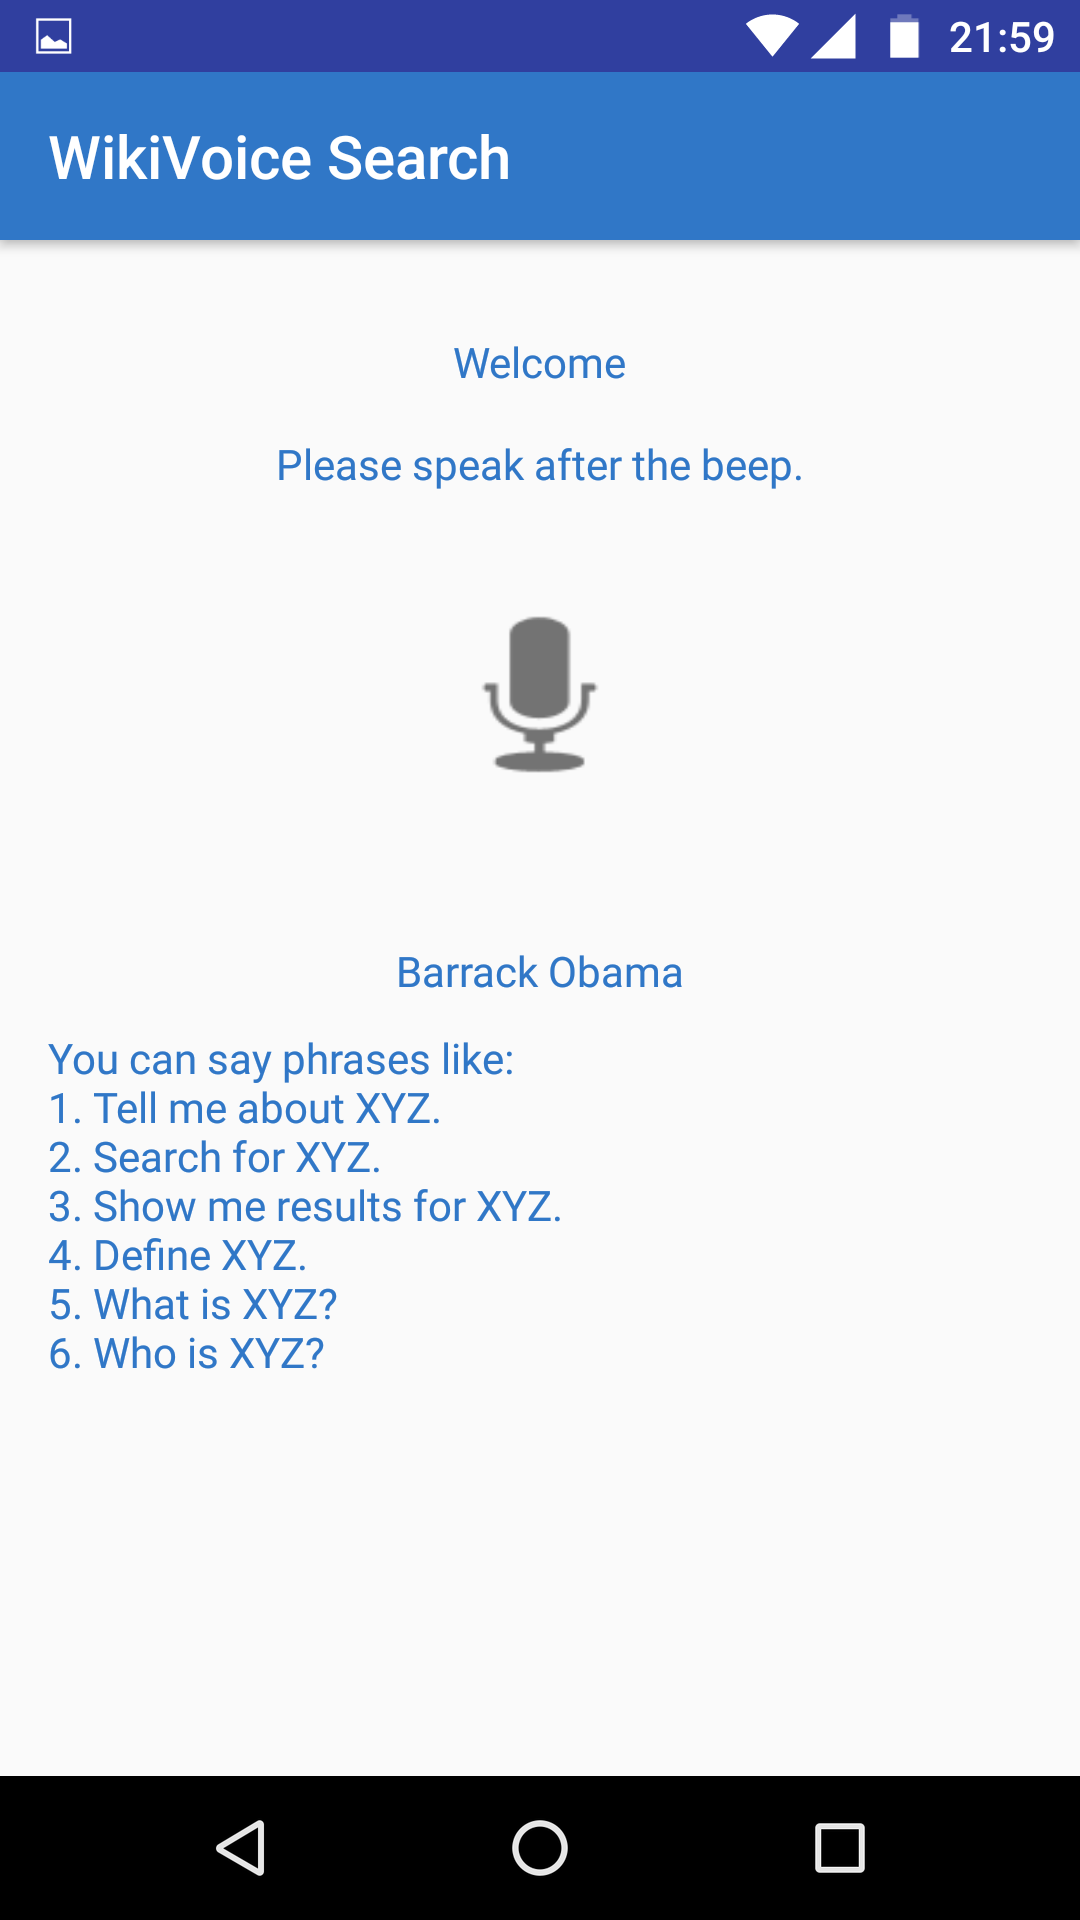 21:59
WikiVoice Search
Welcome
Please speak after the beep.
Barrack Obama
You can say phrases like:
1. Tell me about XYZ.
2. Search for XYZ.
3. Show me results for XYZ.
4. Define XYZ.
5. What is XYZ?
6. Who is XYZ?